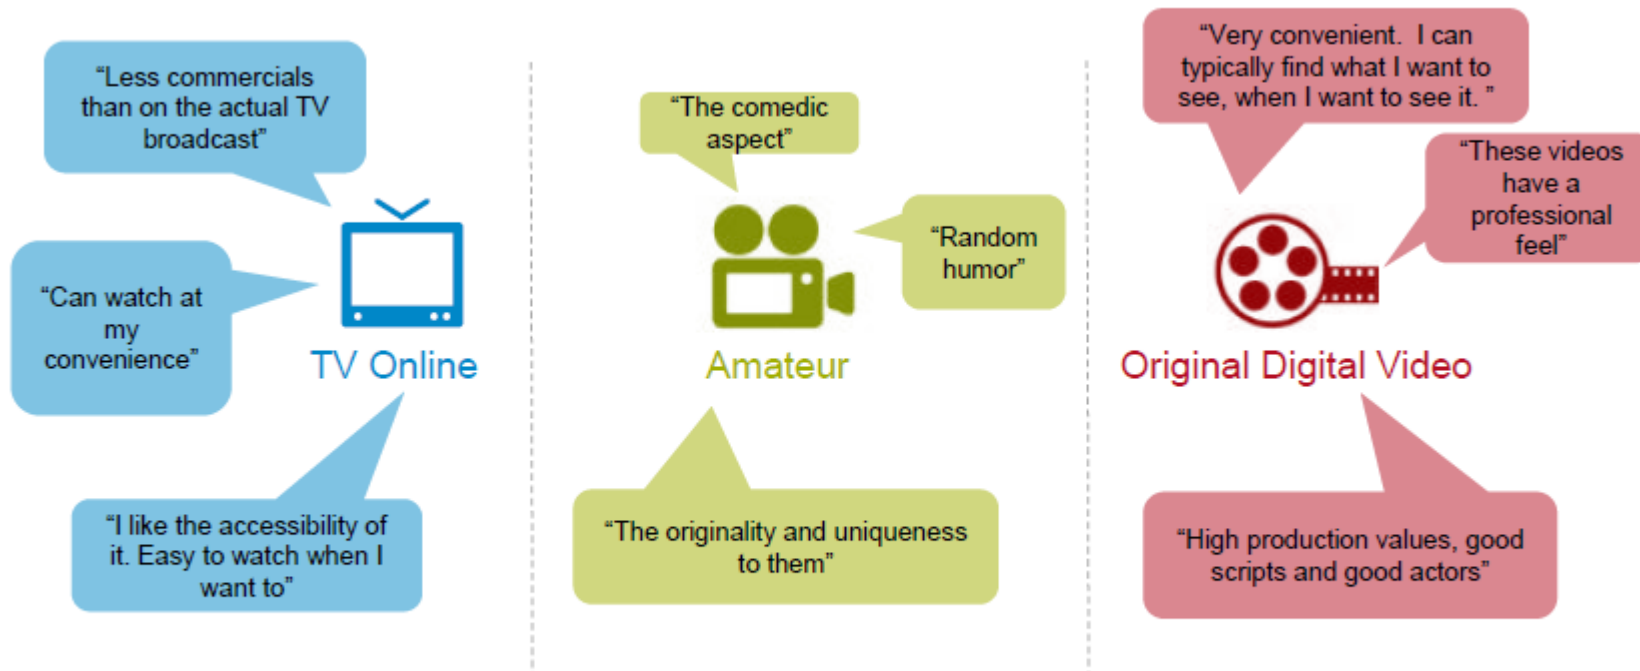 “Less commercials
than on the actual TV
broadcast”
“Can watch at
my
convenience”
TV Online
“I like the accessibility of
it. Easy to watch when I
want to”
“The comedic
aspect”
“Random
humor”
Amateur
“The originality and uniqueness
to them”
“Very convenient.  I can
typically find what I want to
see, when I want to see it. ”
“These videos
have a
professional
feel”
Original Digital Video
“High production values, good
scripts and good actors”